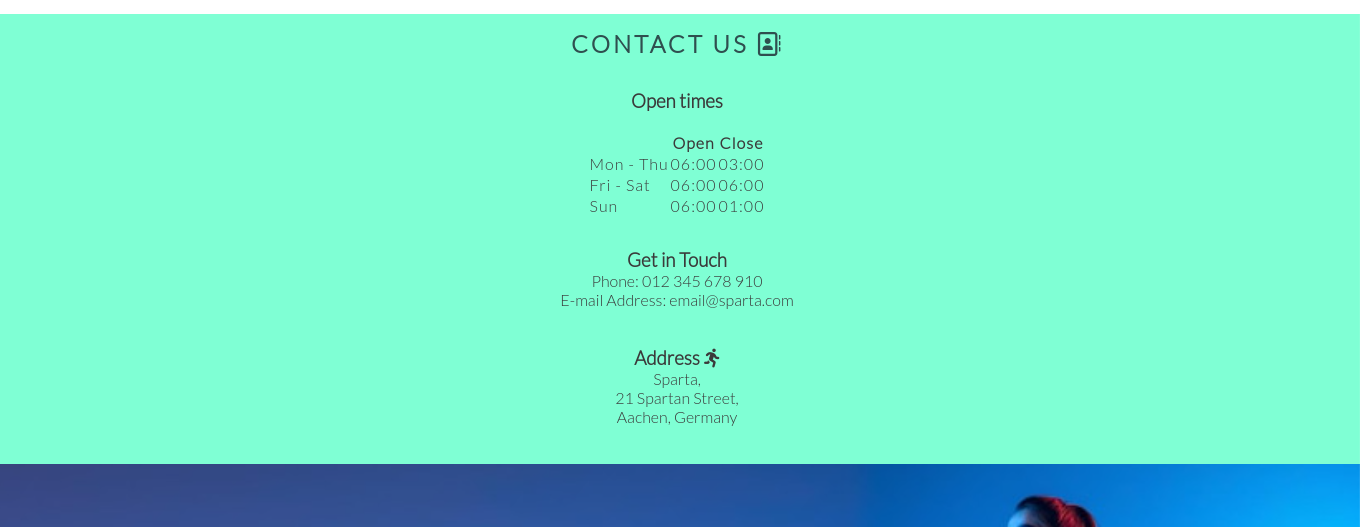 CONTACT US
Open times
Open Close
Mon - Thu 06:00 03:00
Fri - Sat 06:00 06:00
Sun 06:00 01:00
Get in Touch
Phone: 012 345 678 910
E-mail Address: email@sparta.com
Address
Sparta,
21 Spartan Street,
Aachen, Germany